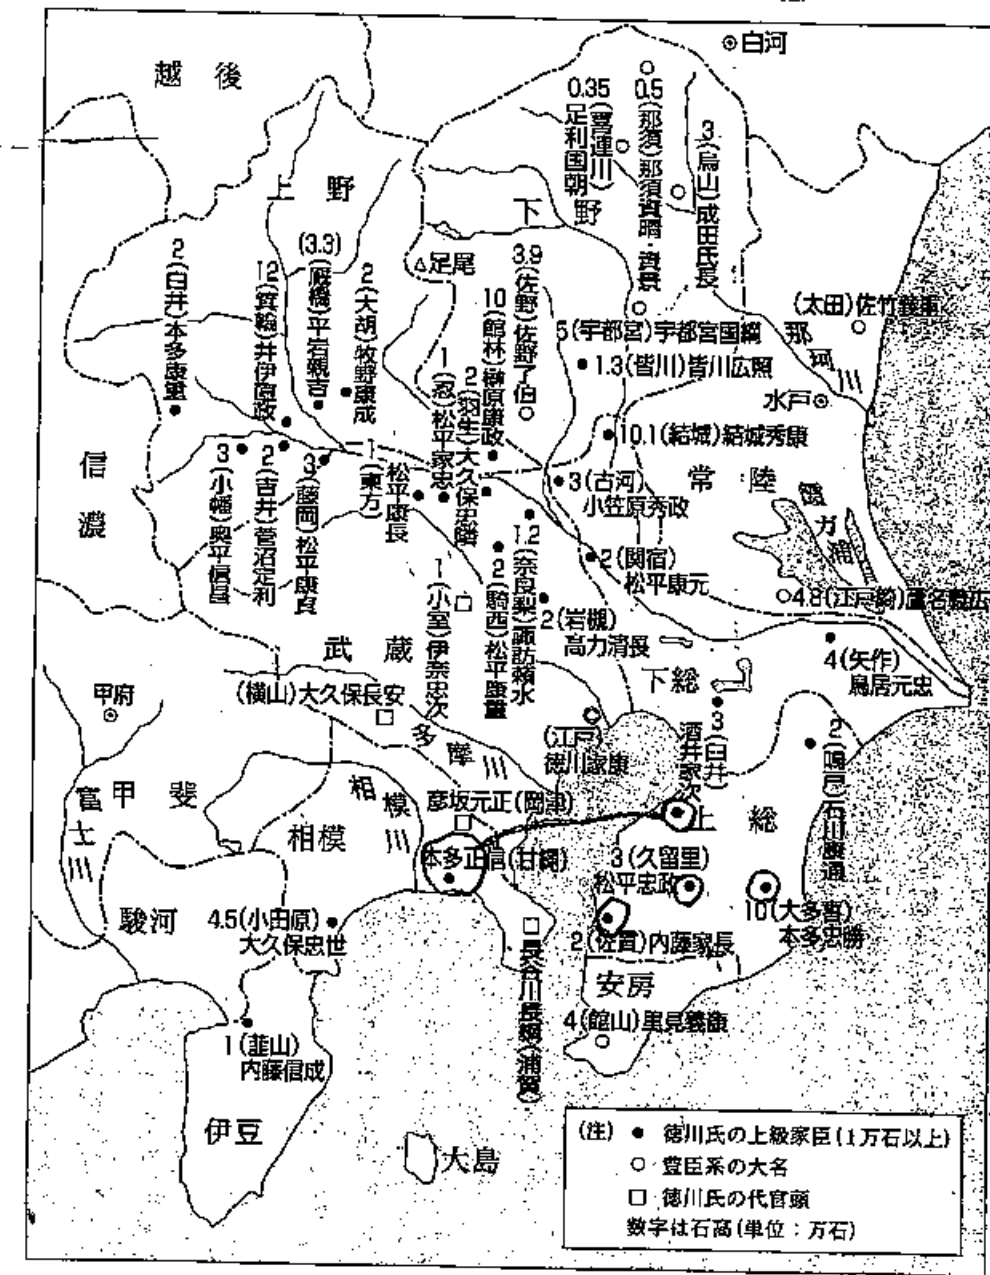 白河
越後
上野
下野
0.35(喜連川)足利国朝
0.5(那須)那須資晴・資景
3(烏山)成田氏長
2(白井)本多康重
12(箕輪)井伊直政
(3.3)(厩橋)平岩親吉
2(大胡)牧野康成
足尾
3.9(佐野)佐野了伯
10(館林)榊原康政
2(羽生)大久保忠隣
1(忍)松平家忠
1(東方)松平康長
5(宇都宮)宇都宮国綱
1.3(皆川)皆川広照
(太田)佐竹義重
那珂川
水戸
10.1(結城)結城秀康
常陸
霞ガ浦
3(古河)
小笠原秀政
2(関宿)
松平康元
信濃
3(小幡)奥平信昌
2(吉井)菅沼定利
3(藤岡)松平康貞
1.2(奈良梨)諏訪頼水
2(騎西)松平康重
1(小室)伊奈忠次
2(岩槻)
高力清長
4.8(江戸崎)蘆名義広
4(矢作)
鳥居元忠
武蔵
下総
(横山)大久保長安
甲府
多摩川
(江戸)
徳川家康
3(臼井)
酒井家次
2(鳴戸)石川康通
富士川
甲斐
相模川
相模
彦坂元正(岡津)
本多正信(甘縄)
上総
3(久留里)
松平忠政
10(大多喜)
本多忠勝
2(佐貫)内藤家長
駿河
4.5(小田原)
大久保忠世
長谷川長綱(浦賀)
安房
4(館山)里見義康
1(韮山)
内藤信成
伊豆
大島
(注) ● 徳川氏の上級家臣(1万石以上)
○ 豊臣系の大名
□ 徳川氏の代官頭
数字は石高(単位:万石)